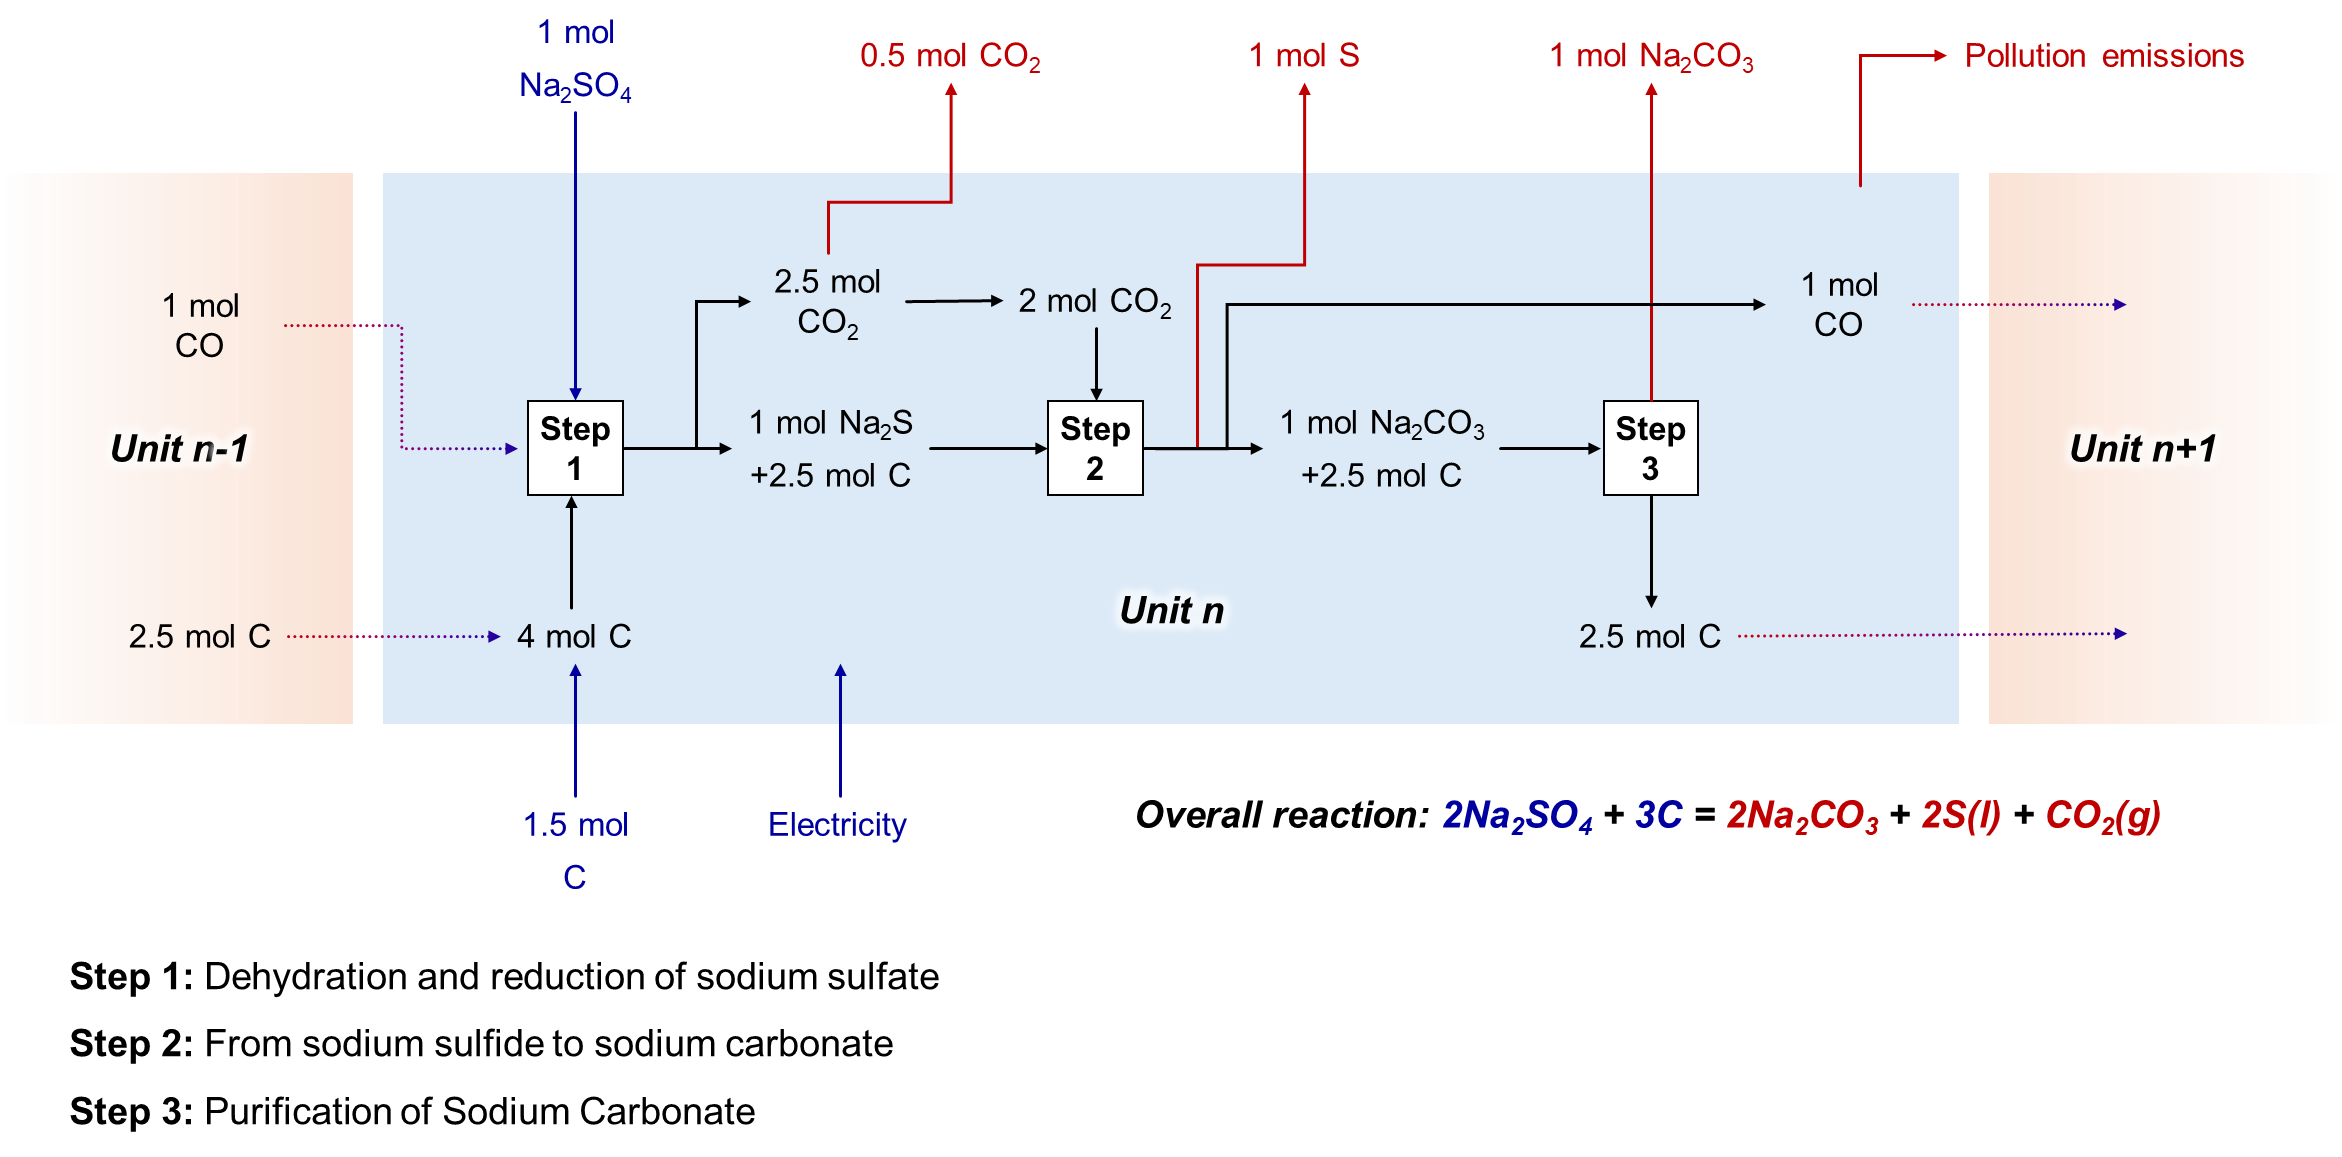 1 mol
Na₂SO₄
0.5 mol CO₂
1 mol S
1 mol Na₂CO₃
Pollution emissions
1 mol
CO
2.5 mol
CO₂
2 mol CO₂
1 mol
CO
Unit n-1
Step
1
1 mol Na₂S
+2.5 mol C
Step
2
1 mol Na₂CO₃
+2.5 mol C
Step
3
Unit n+1
Unit n
2.5 mol C
4 mol C
2.5 mol C
1.5 mol
C
Electricity
Overall reaction: 2Na₂SO₄ + 3C = 2Na₂CO₃ + 2S(l) + CO₂(g)
Step 1: Dehydration and reduction of sodium sulfate
Step 2: From sodium sulfide to sodium carbonate
Step 3: Purification of Sodium Carbonate